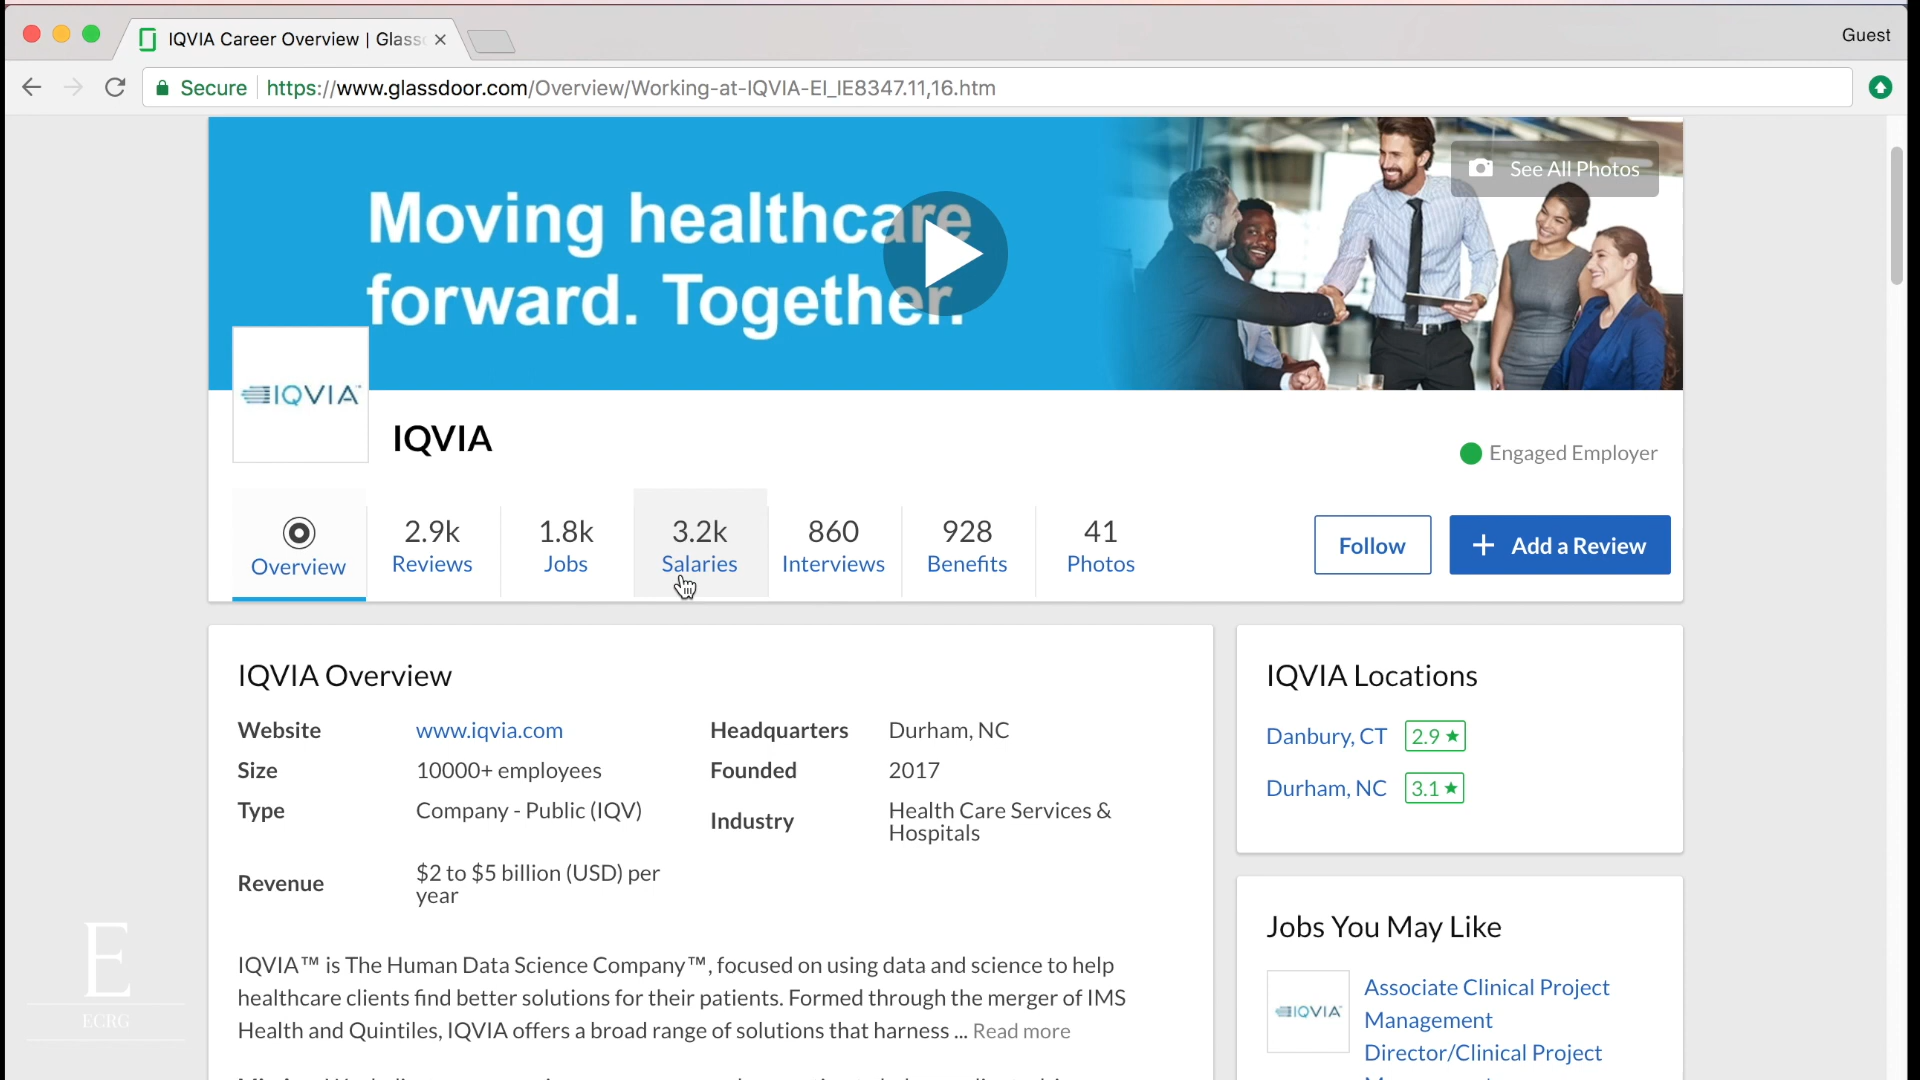 IQVIA Career Overview | Glass
Guest
Secure
https://www.glassdoor.com/Overview/Working-at-IQVIA-EI_IE8347.11,16.htm
See All Photos
Moving healthcare
forward. Together.
IQVIA™
IQVIA
Engaged Employer
Overview
2.9k
Reviews
1.8k
Jobs
3.2k
Salaries
860
Interviews
928
Benefits
41
Photos
Follow
+ Add a Review
IQVIA Overview
Website www.iqvia.com
Headquarters Durham, NC
Size 10000+ employees
Founded 2017
Type Company - Public (IQV)
Industry Health Care Services &
Hospitals
Revenue $2 to $5 billion (USD) per
year
IQVIA™ is The Human Data Science Company™, focused on using data and science to help
healthcare clients find better solutions for their patients. Formed through the merger of IMS
Health and Quintiles, IQVIA offers a broad range of solutions that harness ... Read more
IQVIA Locations
Danbury, CT 2.9 ★
Durham, NC 3.1 ★
Jobs You May Like
IQVIA
Associate Clinical Project
Management
Director/Clinical Project
E
ECRG